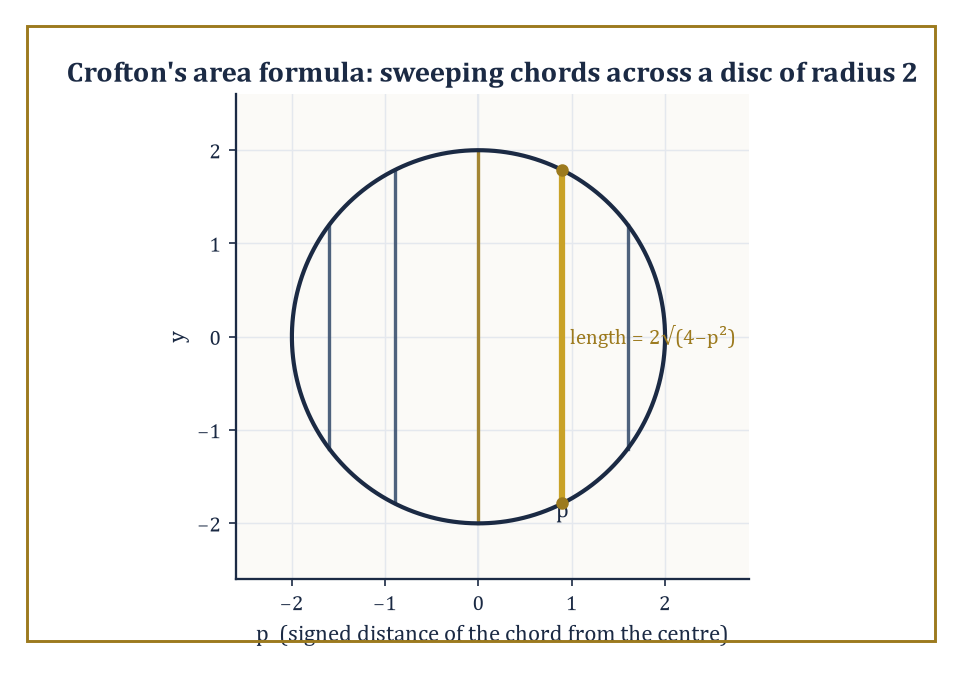 Crofton's area formula: sweeping chords across a disc of radius 2
2
1
y
0
length = 2√(4−p²)
−1
p
−2
−2
−1
0
1
2
p (signed distance of the chord from the centre)